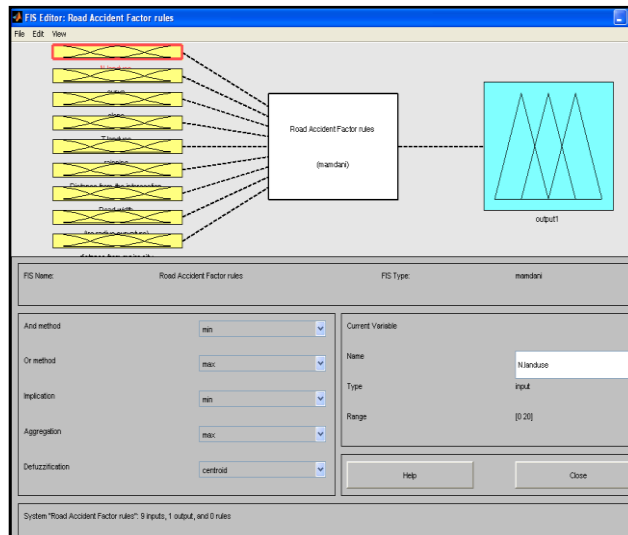 FIS Editor: Road Accident Factor rules
File Edit View
N.landuse
slope
T.landuse
raining
Distance from the intersection
Road width
Road Accident Factor rules
(mamdani)
output1
FIS Name: Road Accident Factor rules FIS Type: mamdani
And method min
Or method max
Implication min
Aggregation max
Defuzzification centroid
Current Variable
Name N.landuse
Type input
Range [0 20]
Help Close
System "Road Accident Factor rules": 9 inputs, 1 output, and 0 rules